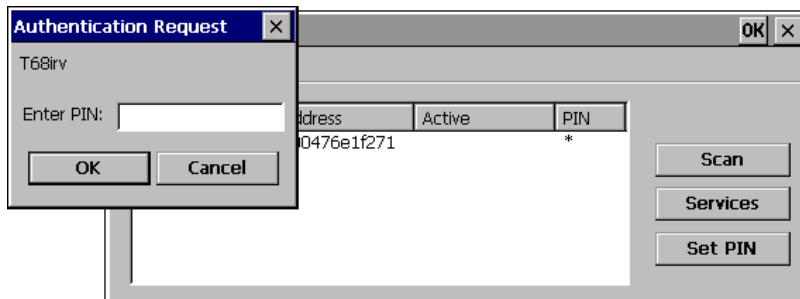 Authentication Request
T68irv
Enter PIN:
OK Cancel
OK
ddress Active PIN
00476e1f271 *
Scan
Services
Set PIN